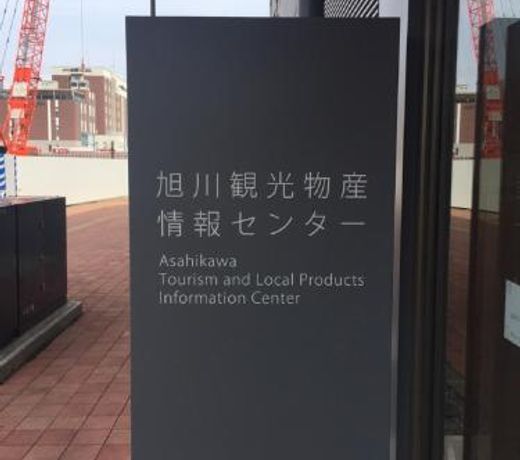 旭川観光物産
情報センター
Asahikawa
Tourism and Local Products
Information Center